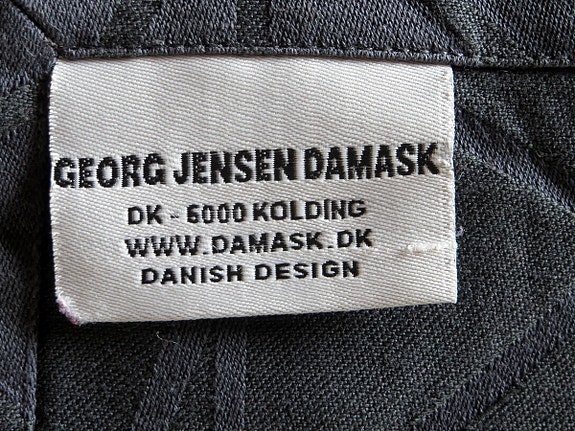 GEORG JENSEN DAMASK
DK - 6000 KOLDING
WWW.DAMASK.DK
DANISH DESIGN